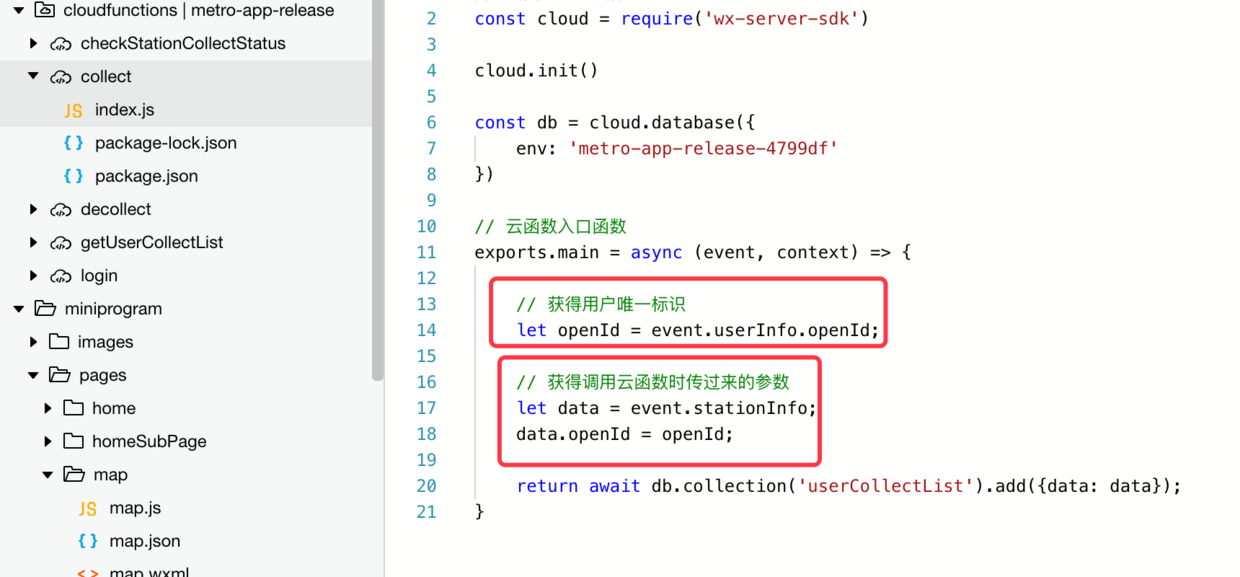 cloudfunctions | metro-app-release
checkStationCollectStatus
collect
JS index.js
{ } package-lock.json
{ } package.json
decollect
getUserCollectList
login
miniprogram
images
pages
home
homeSubPage
map
JS map.js
{ } map.json
<> map.wxml
2 const cloud = require('wx-server-sdk')
3
4 cloud.init()
5
6 const db = cloud.database({
7 env: 'metro-app-release-4799df'
8 })
9
10 // 云函数入口函数
11 exports.main = async (event, context) => {
12
13 // 获得用户唯一标识
14 let openId = event.userInfo.openId;
15
16 // 获得调用云函数时传过来的参数
17 let data = event.stationInfo;
18 data.openId = openId;
19
20 return await db.collection('userCollectList').add({data: data});
21 }